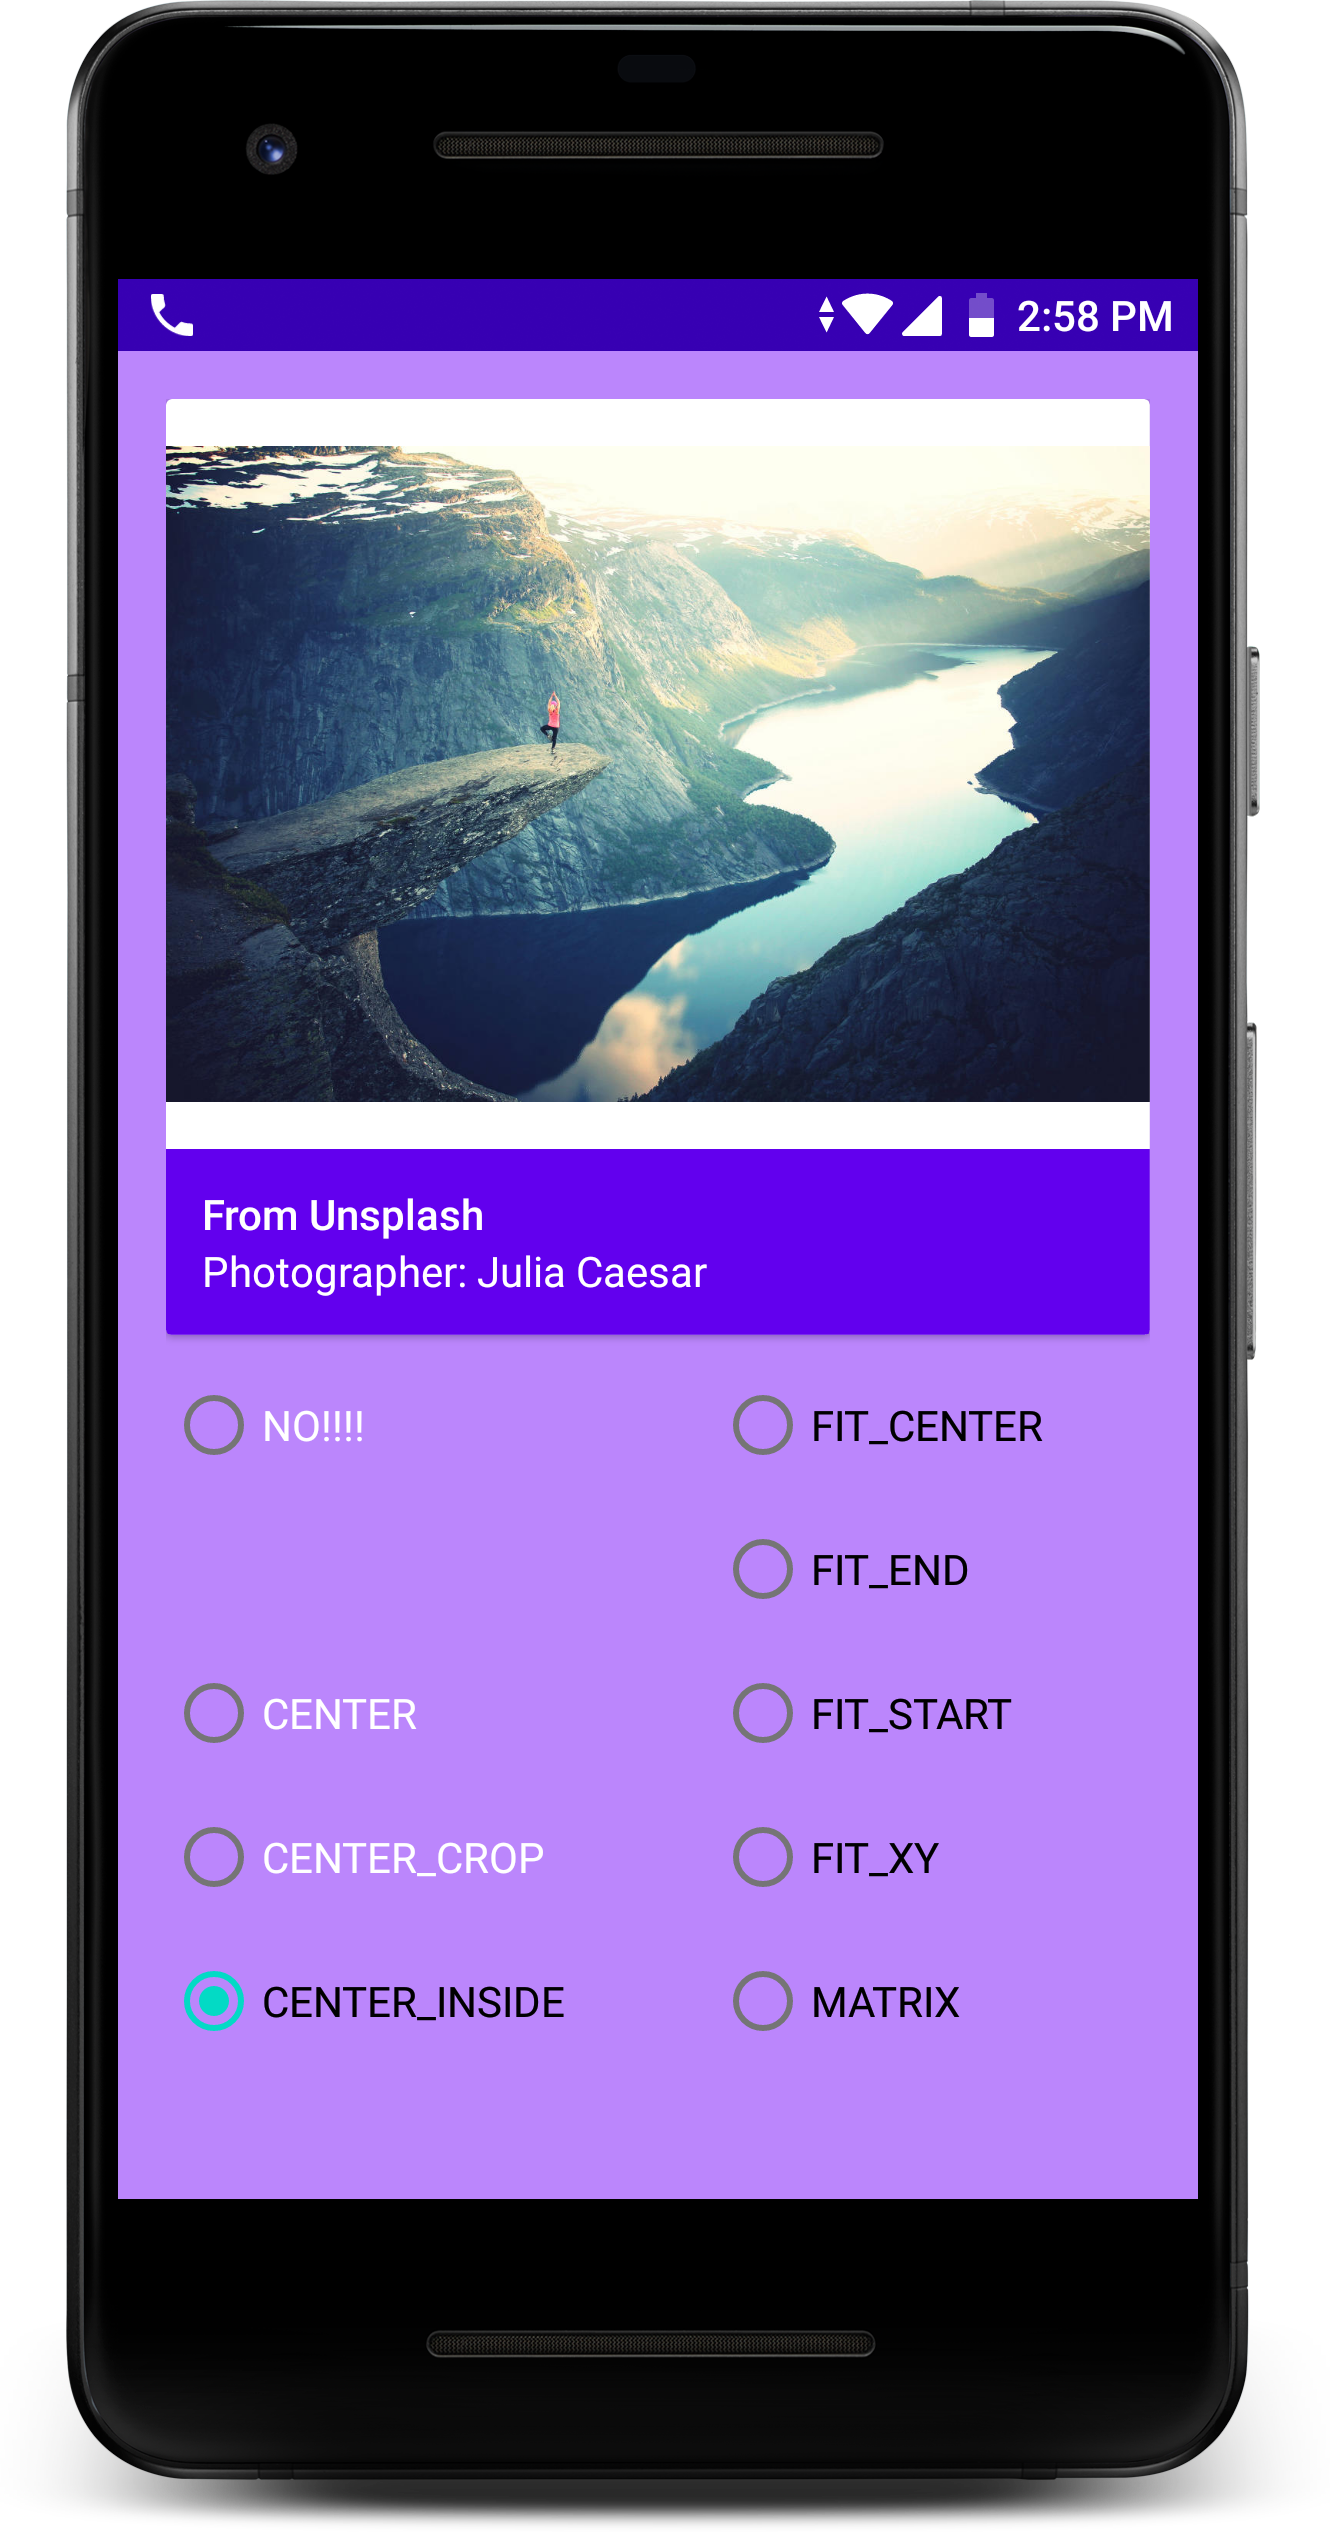 2:58 PM
From Unsplash
Photographer: Julia Caesar
NO!!!!
FIT_CENTER
FIT_END
CENTER
FIT_START
CENTER_CROP
FIT_XY
CENTER_INSIDE
MATRIX